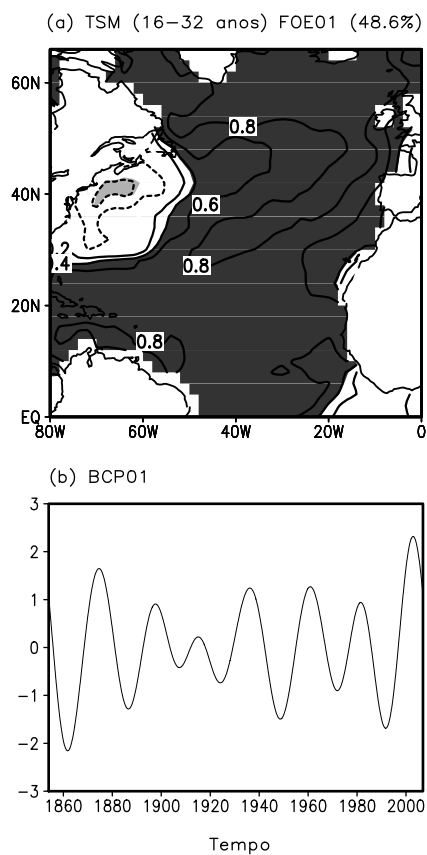 (a) TSM (16−32 anos) FOE01 (48.6%)
60N
0.8
40N
0.6
.2
.4
0.8
20N
0.8
EQ
80W 60W 40W 20W 0
(b) BCP01
3
2
1
0
−1
−2
−3
1860 1880 1900 1920 1940 1960 1980 2000
Tempo